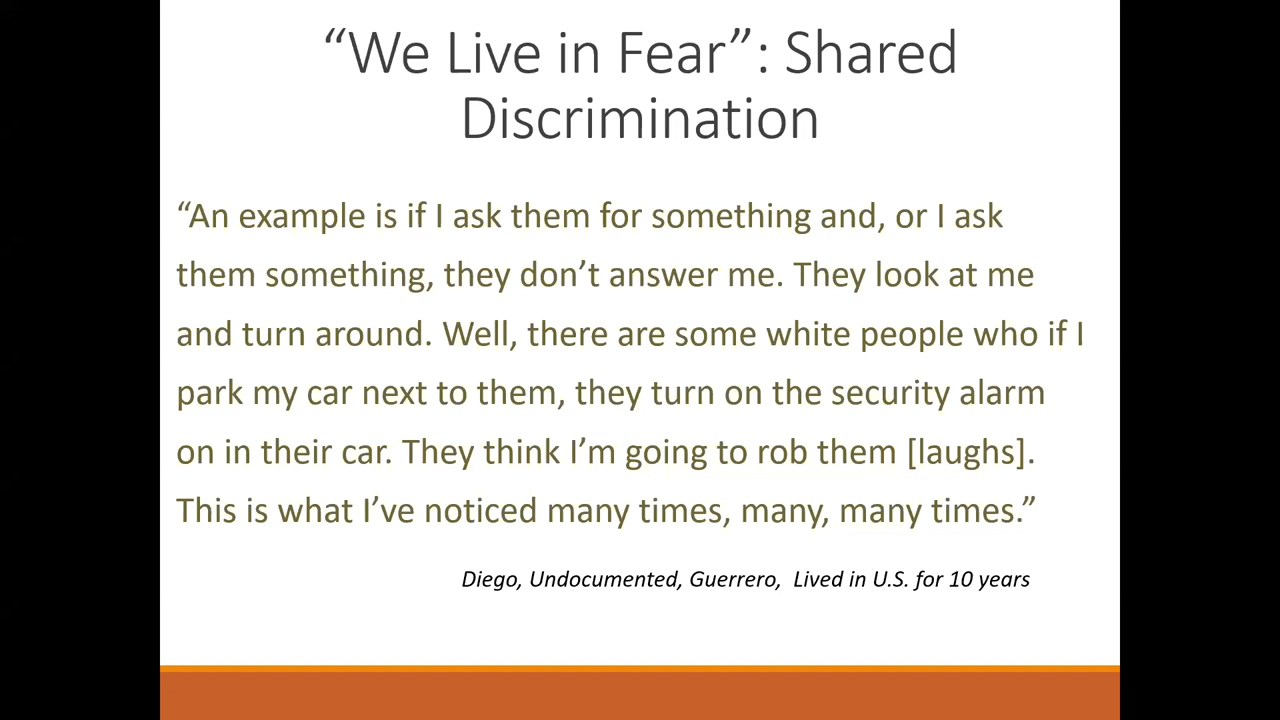 “We Live in Fear”: Shared
Discrimination
“An example is if I ask them for something and, or I ask
them something, they don’t answer me. They look at me
and turn around. Well, there are some white people who if I
park my car next to them, they turn on the security alarm
on in their car. They think I’m going to rob them [laughs].
This is what I’ve noticed many times, many, many times.”
Diego, Undocumented, Guerrero, Lived in U.S. for 10 years